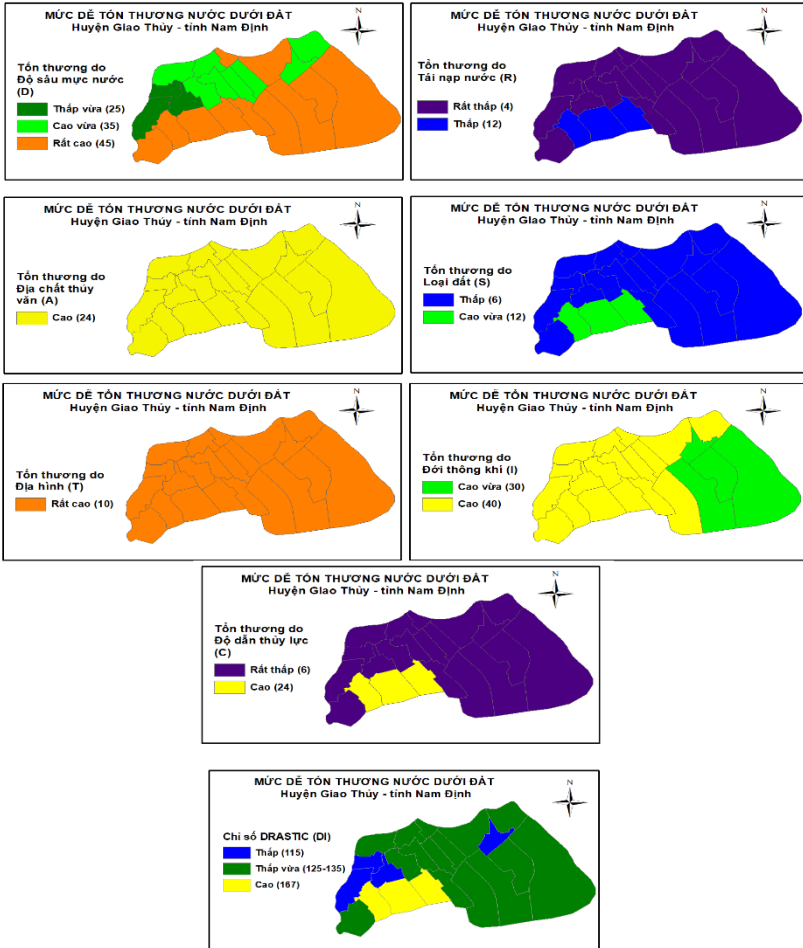 MỨC DỄ TỔN THƯƠNG NƯỚC DƯỚI ĐẤT
Huyện Giao Thủy - tỉnh Nam Định
N
Tổn thương do
Độ sâu mực nước
(D)
Thấp vừa (25)
Cao vừa (35)
Rất cao (45)
MỨC DỄ TỔN THƯƠNG NƯỚC DƯỚI ĐẤT
Huyện Giao Thủy - tỉnh Nam Định
N
Tổn thương do
Tái nạp nước (R)
Rất thấp (4)
Thấp (12)
MỨC DỄ TỔN THƯƠNG NƯỚC DƯỚI ĐẤT
Huyện Giao Thủy - tỉnh Nam Định
N
Tổn thương do
Địa chất thủy
văn (A)
Cao (24)
MỨC DỄ TỔN THƯƠNG NƯỚC DƯỚI ĐẤT
Huyện Giao Thủy - tỉnh Nam Định
N
Tổn thương do
Loại đất (S)
Thấp (6)
Cao vừa (12)
MỨC DỄ TỔN THƯƠNG NƯỚC DƯỚI ĐẤT
Huyện Giao Thủy - tỉnh Nam Định
N
Tổn thương do
Địa hình (T)
Rất cao (10)
MỨC DỄ TỔN THƯƠNG NƯỚC DƯỚI ĐẤT
Huyện Giao Thủy - tỉnh Nam Định
N
Tổn thương do
Đới thông khí (I)
Cao vừa (30)
Cao (40)
MỨC DỄ TỔN THƯƠNG NƯỚC DƯỚI ĐẤT
Huyện Giao Thủy - tỉnh Nam Định
N
Tổn thương do
Độ dẫn thủy lực
(C)
Rất thấp (6)
Cao (24)
MỨC DỄ TỔN THƯƠNG NƯỚC DƯỚI ĐẤT
Huyện Giao Thủy - tỉnh Nam Định
N
Chỉ số DRASTIC (DI)
Thấp (115)
Thấp vừa (125-135)
Cao (167)